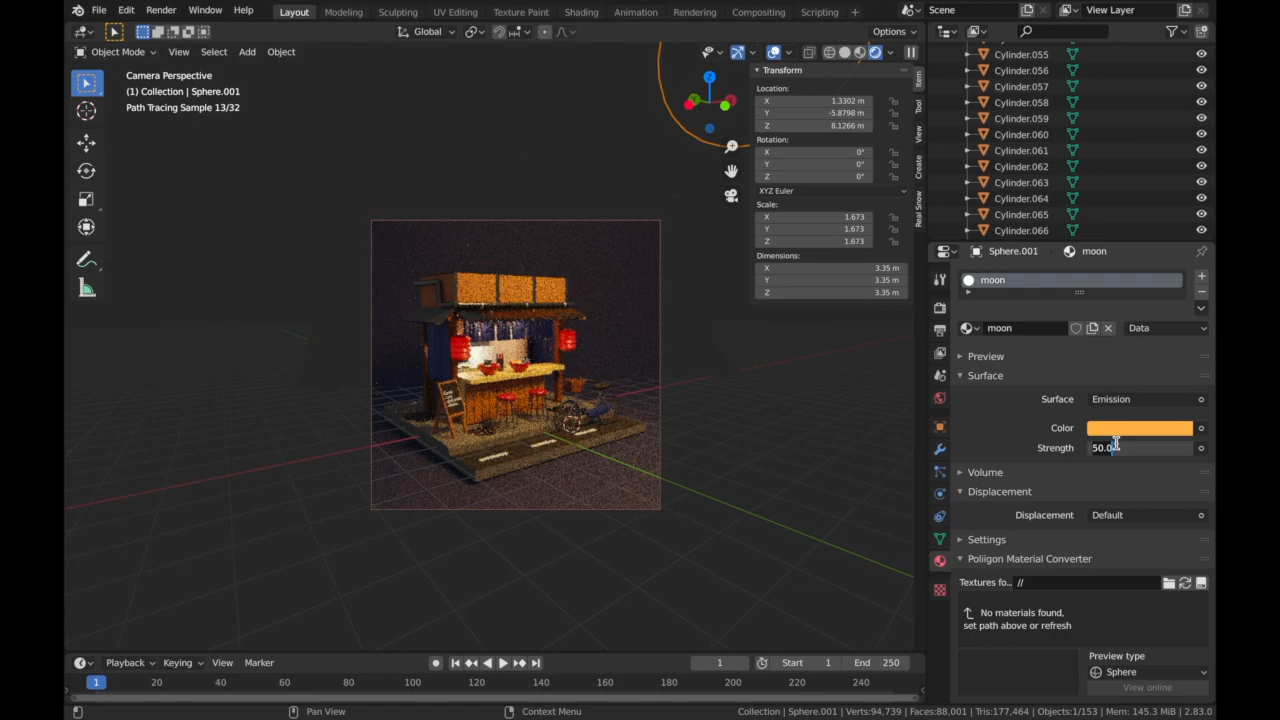 File Edit Render Window Help Layout Modeling Sculpting UV Editing Texture Paint Shading Animation Rendering Compositing Scripting + Scene View Layer
Global Options
Object Mode View Select Add Object
Camera Perspective
(1) Collection | Sphere.001
Path Tracing Sample 13/32
Z
Transform
Location:
X 1.3302 m
Y -5.8798 m
Z 8.1266 m
Rotation:
X 0°
Y 0°
Z 0°
XYZ Euler
Scale:
X 1.673
Y 1.673
Z 1.673
Dimensions:
X 3.35 m
Y 3.35 m
Z 3.35 m
Item
Tool
View
Create
Real Snow
Cylinder.055
Cylinder.056
Cylinder.057
Cylinder.058
Cylinder.059
Cylinder.060
Cylinder.061
Cylinder.062
Cylinder.063
Cylinder.064
Cylinder.065
Cylinder.066
Sphere.001 moon
moon
moon Data
Preview
Surface
Surface Emission
Color
Strength 50.0
Volume
Displacement
Displacement Default
Settings
Poliigon Material Converter
Textures fo.. //
No materials found,
set path above or refresh
Preview type
Sphere
View online
Playback Keying View Marker 1 Start 1 End 250
1 20 40 60 80 100 120 140 160 180 200 220 240
Pan View Context Menu Collection | Sphere.001 | Verts:94,739 | Faces:88,001 | Tris:177,464 | Objects:1/153 | Mem: 145.3 MiB | 2.83.0